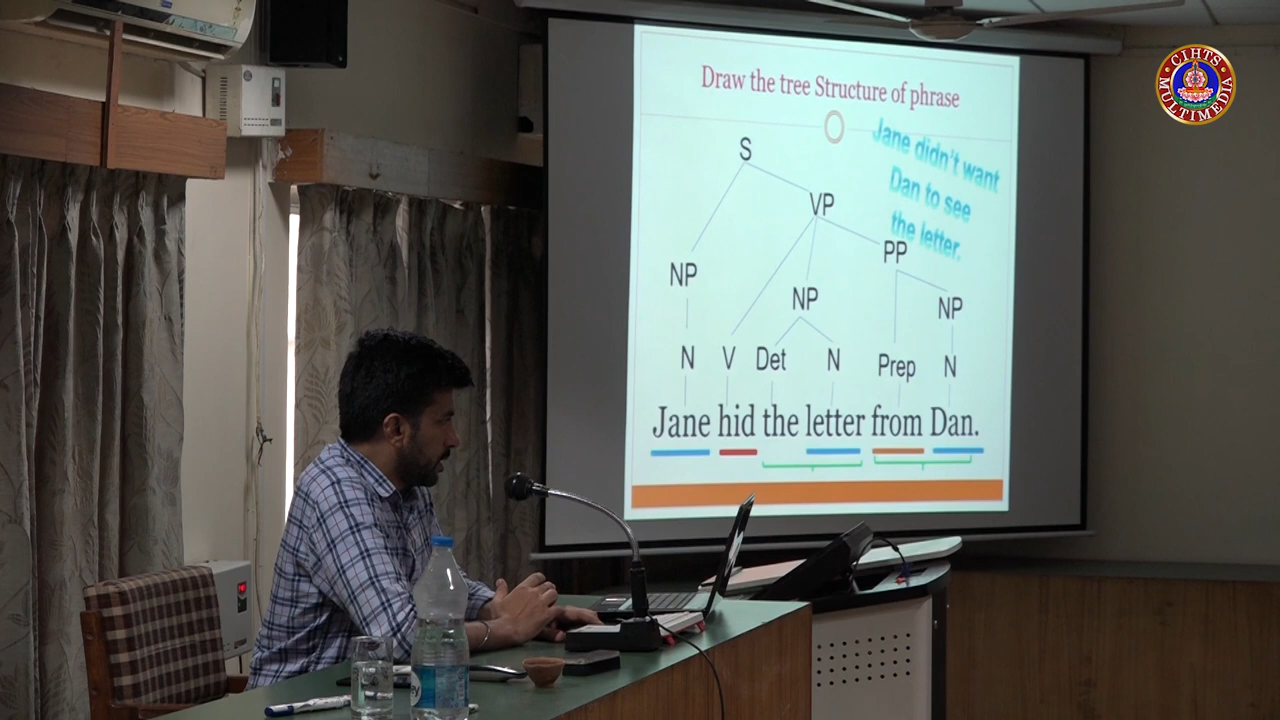 CIHTS
MULTIMEDIA
Draw the tree Structure of phrase
Jane didn't want
Dan to see
the letter.
S
VP
PP
NP
NP
NP
N V Det N Prep N
Jane hid the letter from Dan.